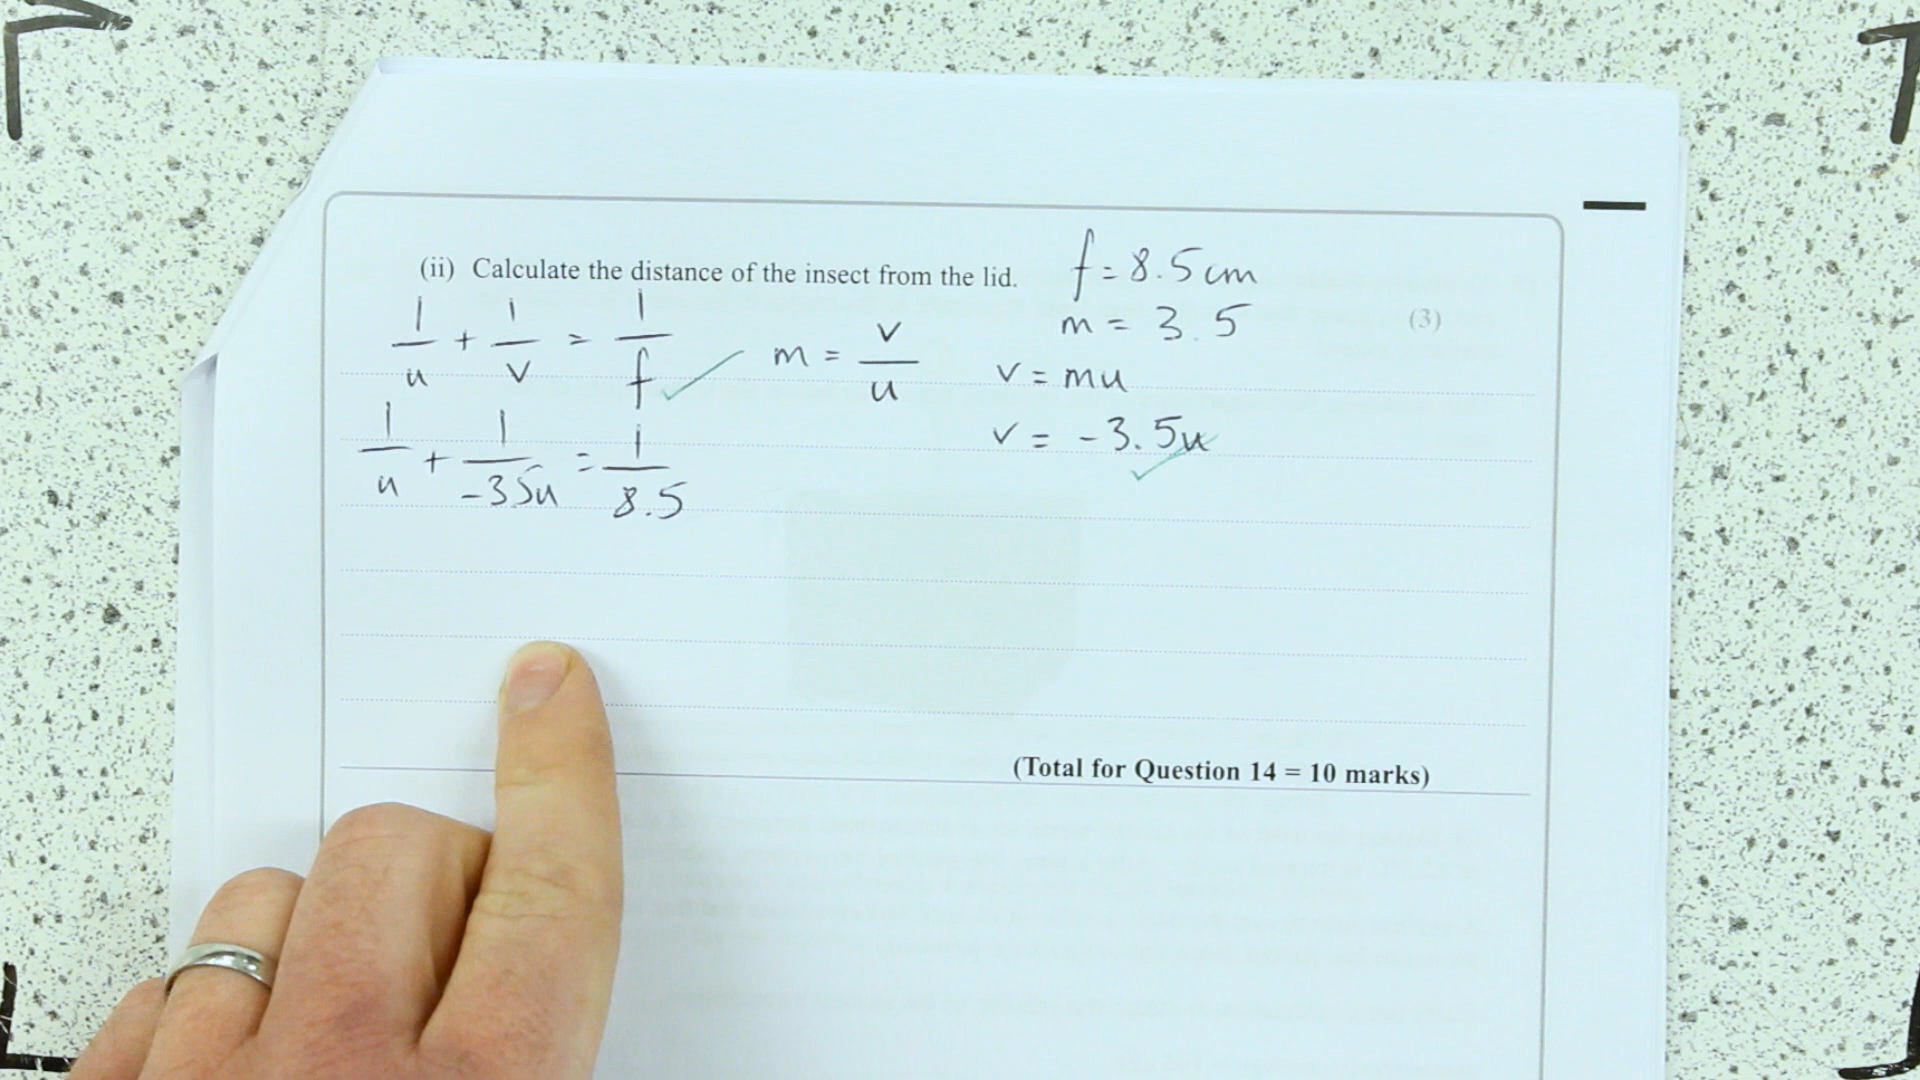 (ii) Calculate the distance of the insect from the lid.
f = 8.5 cm
m = 3.5
(3)
1/u + 1/v = 1/f
m = v/u
v = mu
v = -3.5u
1/u + 1/-3.5u = 1/8.5
(Total for Question 14 = 10 marks)